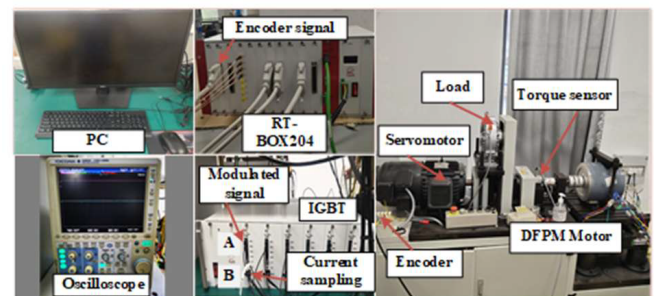 Encoder signal
PC
RT-
BOX204
Load
Torque sensor
Servomotor
Modulated
signal
IGBT
A
B
Current
sampling
Oscilloscope
Encoder
DFPM Motor